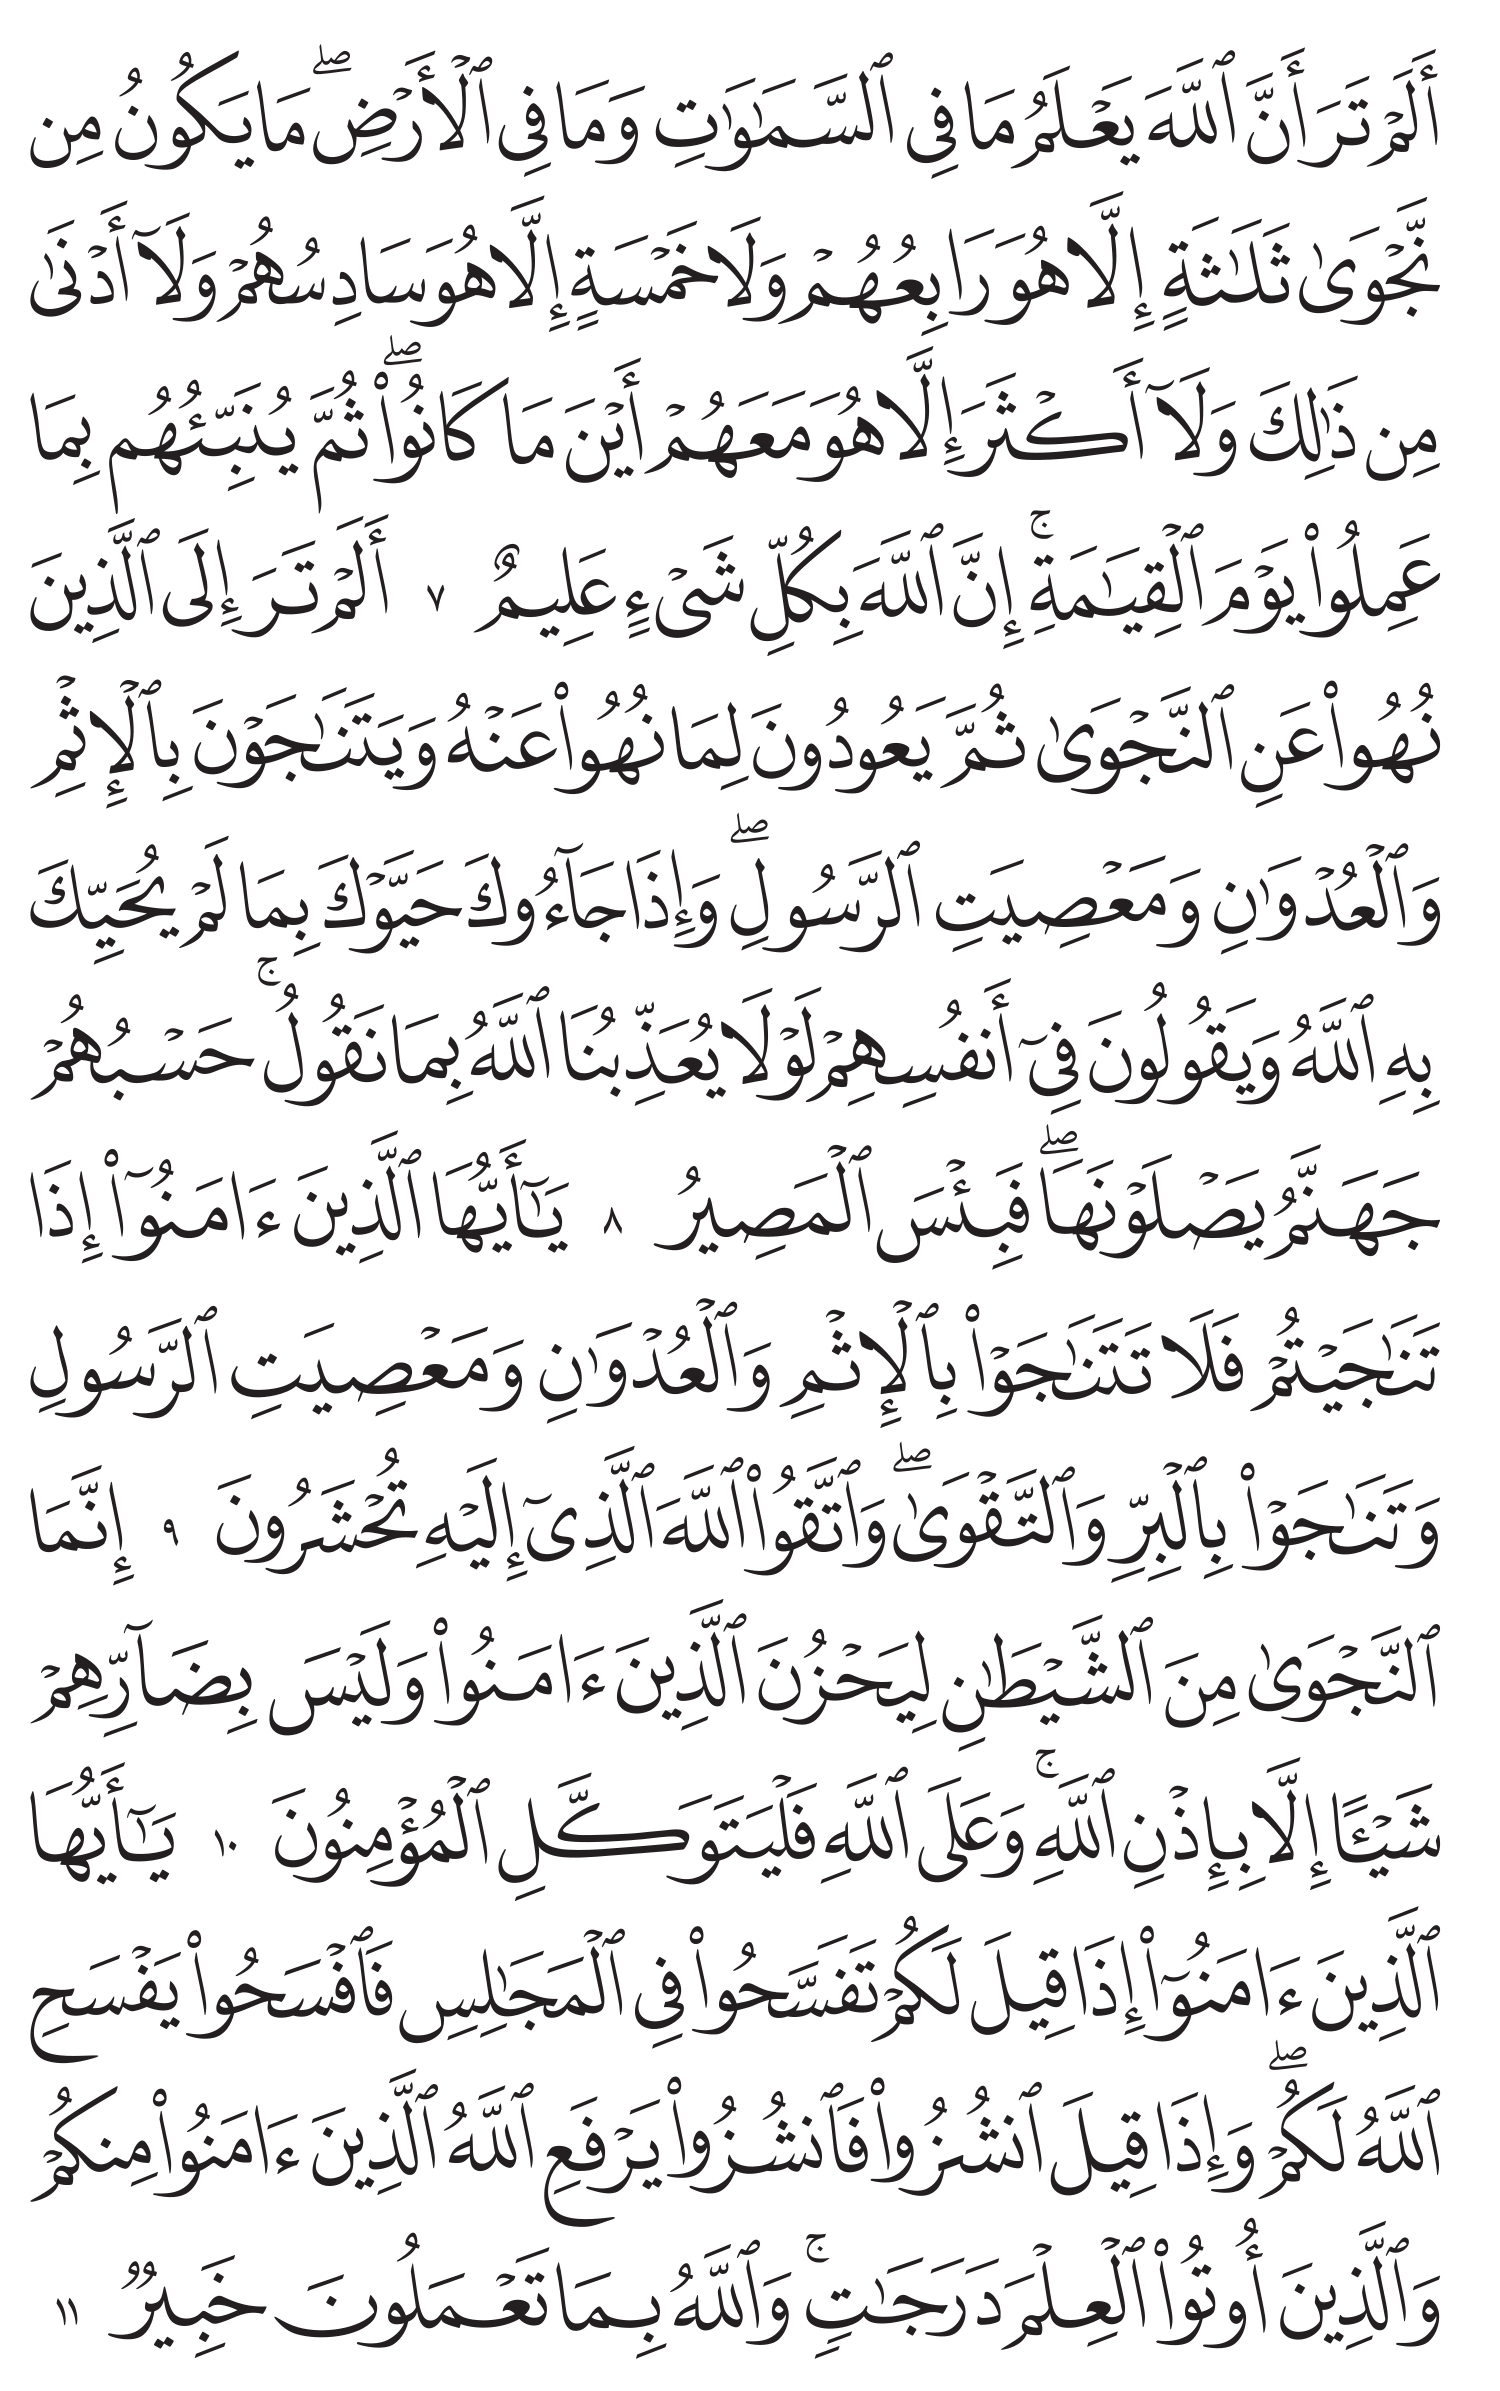 أَلَمۡ تَرَ أَنَّ ٱللَّهَ يَعۡلَمُ مَا فِي ٱلسَّمَٰوَٰتِ وَمَا فِي ٱلۡأَرۡضِۖ مَا يَكُونُ مِن
نَّجۡوَىٰ ثَلَٰثَةٍ إِلَّا هُوَ رَابِعُهُمۡ وَلَا خَمۡسَةٍ إِلَّا هُوَ سَادِسُهُمۡ وَلَآ أَدۡنَىٰ
مِن ذَٰلِكَ وَلَآ أَكۡثَرَ إِلَّا هُوَ مَعَهُمۡ أَيۡنَ مَا كَانُواْۖ ثُمَّ يُنَبِّئُهُم بِمَا
عَمِلُواْ يَوۡمَ ٱلۡقِيَٰمَةِۚ إِنَّ ٱللَّهَ بِكُلِّ شَيۡءٍ عَلِيمٌ ٧ أَلَمۡ تَرَ إِلَى ٱلَّذِينَ
نُهُواْ عَنِ ٱلنَّجۡوَىٰ ثُمَّ يَعُودُونَ لِمَا نُهُواْ عَنۡهُ وَيَتَنَٰجَوۡنَ بِٱلۡإِثۡمِ
وَٱلۡعُدۡوَٰنِ وَمَعۡصِيَتِ ٱلرَّسُولِۖ وَإِذَا جَآءُوكَ حَيَّوۡكَ بِمَا لَمۡ يُحَيِّكَ
بِهِ ٱللَّهُ وَيَقُولُونَ فِيٓ أَنفُسِهِمۡ لَوۡلَا يُعَذِّبُنَا ٱللَّهُ بِمَا نَقُولُۚ حَسۡبُهُمۡ
جَهَنَّمُ يَصۡلَوۡنَهَاۖ فَبِئۡسَ ٱلۡمَصِيرُ ٨ يَٰٓأَيُّهَا ٱلَّذِينَ ءَامَنُوٓاْ إِذَا
تَنَٰجَيۡتُمۡ فَلَا تَتَنَٰجَوۡاْ بِٱلۡإِثۡمِ وَٱلۡعُدۡوَٰنِ وَمَعۡصِيَتِ ٱلرَّسُولِ
وَتَنَٰجَوۡاْ بِٱلۡبِرِّ وَٱلتَّقۡوَىٰۖ وَٱتَّقُواْ ٱللَّهَ ٱلَّذِيٓ إِلَيۡهِ تُحۡشَرُونَ ٩ إِنَّمَا
ٱلنَّجۡوَىٰ مِنَ ٱلشَّيۡطَٰنِ لِيَحۡزُنَ ٱلَّذِينَ ءَامَنُواْ وَلَيۡسَ بِضَآرِّهِمۡ
شَيۡـًٔا إِلَّا بِإِذۡنِ ٱللَّهِۚ وَعَلَى ٱللَّهِ فَلۡيَتَوَكَّلِ ٱلۡمُؤۡمِنُونَ ١٠ يَٰٓأَيُّهَا
ٱلَّذِينَ ءَامَنُوٓاْ إِذَا قِيلَ لَكُمۡ تَفَسَّحُواْ فِي ٱلۡمَجَٰلِسِ فَٱفۡسَحُواْ يَفۡسَحِ
ٱللَّهُ لَكُمۡۖ وَإِذَا قِيلَ ٱنشُزُواْ فَٱنشُزُواْ يَرۡفَعِ ٱللَّهُ ٱلَّذِينَ ءَامَنُواْ مِنكُمۡ
وَٱلَّذِينَ أُوتُواْ ٱلۡعِلۡمَ دَرَجَٰتٖۚ وَٱللَّهُ بِمَا تَعۡمَلُونَ خَبِيرٞ ١١